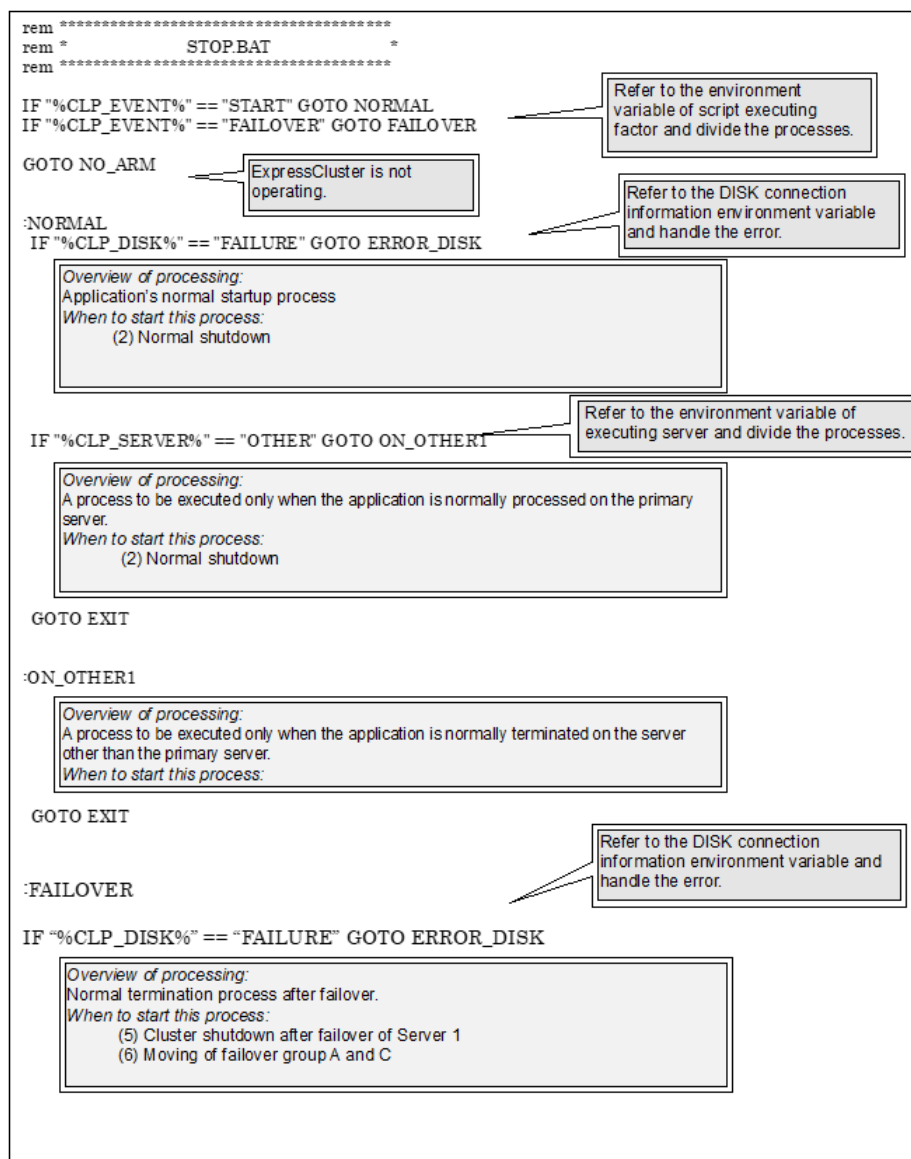 rem ****************************************
rem *                    STOP.BAT                    *
rem ****************************************
IF "%CLP_EVENT%" == "START" GOTO NORMAL
IF "%CLP_EVENT%" == "FAILOVER" GOTO FAILOVER
Refer to the environment
variable of script executing
factor and divide the processes.
GOTO NO_ARM
ExpressCluster is not
operating.
Refer to the DISK connection
information environment variable
and handle the error.
:NORMAL
IF "%CLP_DISK%" == "FAILURE" GOTO ERROR_DISK
Overview of processing:
Application's normal startup process
When to start this process:
(2) Normal shutdown
Refer to the environment variable of
executing server and divide the processes.
IF "%CLP_SERVER%" == "OTHER" GOTO ON_OTHER1
Overview of processing:
A process to be executed only when the application is normally processed on the primary
server.
When to start this process:
(2) Normal shutdown
GOTO EXIT
:ON_OTHER1
Overview of processing:
A process to be executed only when the application is normally terminated on the server
other than the primary server.
When to start this process:
GOTO EXIT
Refer to the DISK connection
information environment variable and
handle the error.
:FAILOVER
IF “%CLP_DISK%” == “FAILURE” GOTO ERROR_DISK
Overview of processing:
Normal termination process after failover.
When to start this process:
(5) Cluster shutdown after failover of Server 1
(6) Moving of failover group A and C